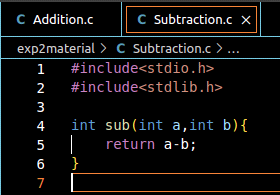 C Addition.c C Subtraction.c ×
exp2material > C Subtraction.c > ...
1 #include<stdio.h>
2 #include<stdlib.h>
3
4 int sub(int a,int b){
5 return a-b;
6 }
7